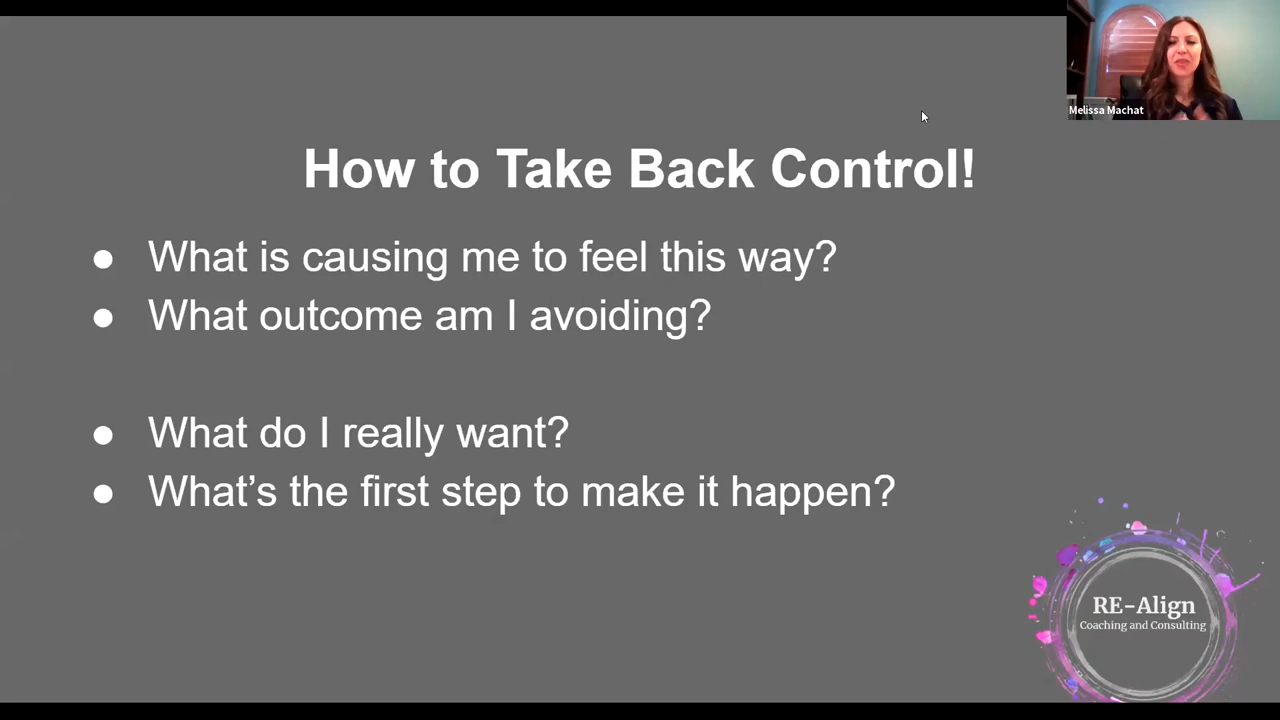 Melissa Machat
How to Take Back Control!
● What is causing me to feel this way?
● What outcome am I avoiding?
● What do I really want?
● What’s the first step to make it happen?
RE-Align
Coaching and Consulting